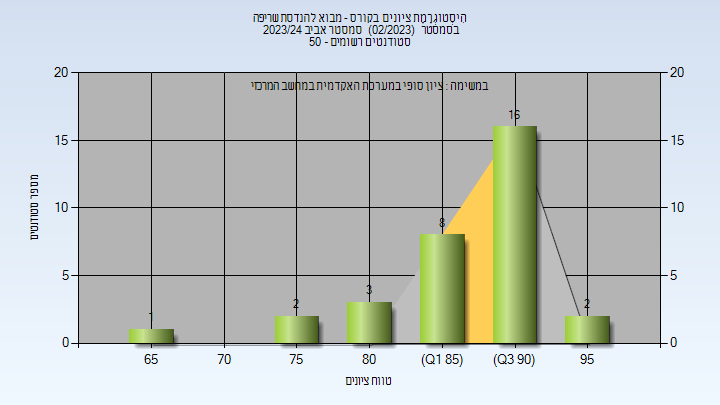 היסטוגרמת ציונים בקורס - מבוא להנדסת שריפה
בסמסטר (02/2023) סמסטר אביב 2023/24
סטודנטים רשומים - 50
במשימה : ציון סופי במערכת האקדמית במחשב המרכזי
20 20
15 15
10 10
5 5
0 0
מספר סטודנטים
1 2 3 8 16 2
65 70 75 80 (Q1 85) (Q3 90) 95
טווח ציונים